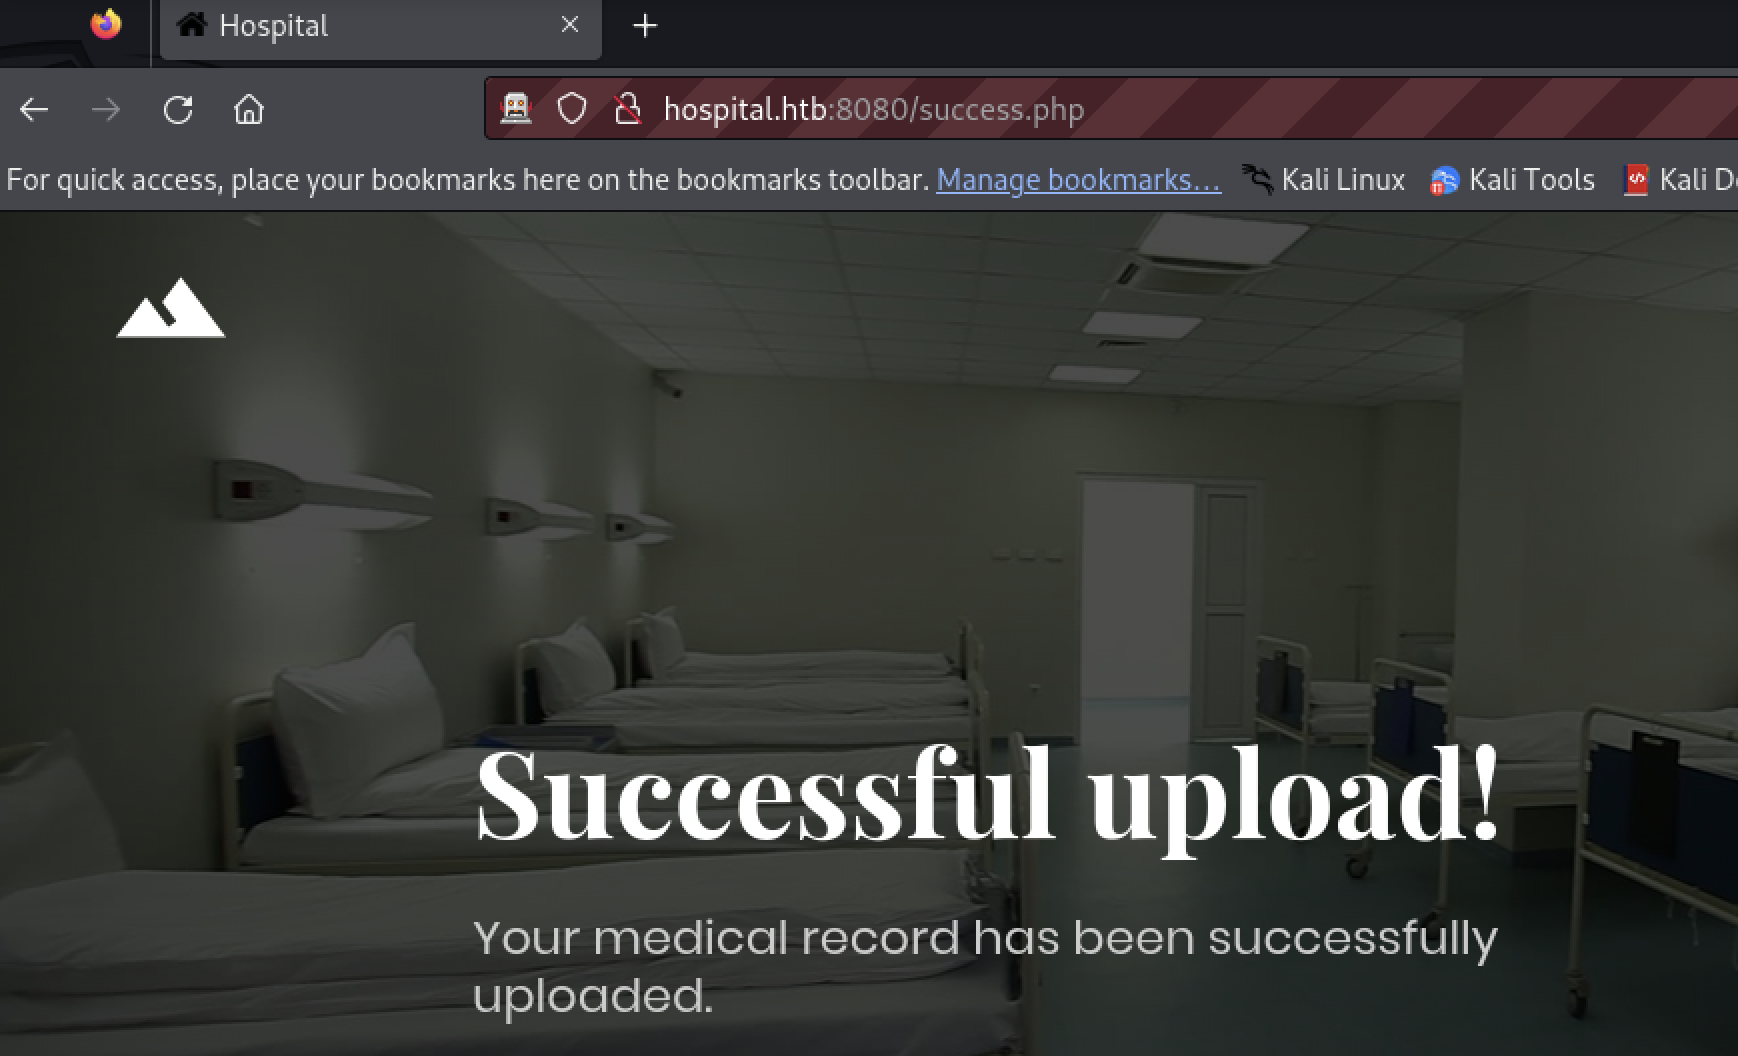 Hospital
hospital.htb:8080/success.php
For quick access, place your bookmarks here on the bookmarks toolbar. Manage bookmarks... Kali Linux Kali Tools Kali D
Successful upload!
Your medical record has been successfully
uploaded.